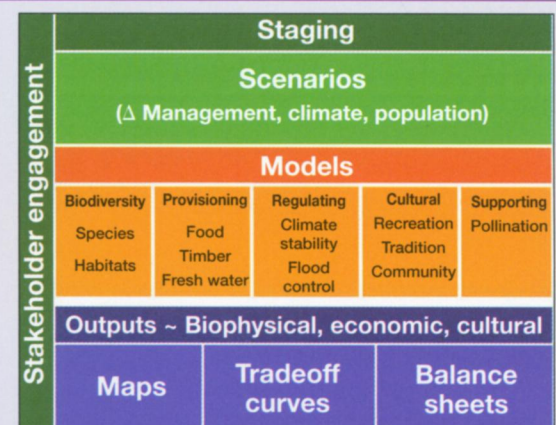 Stakeholder engagement
Staging
Scenarios
(Δ Management, climate, population)
Models
Biodiversity
Species
Habitats
Provisioning
Food
Timber
Fresh water
Regulating
Climate
stability
Flood
control
Cultural
Recreation
Tradition
Community
Supporting
Pollination
Outputs ~ Biophysical, economic, cultural
Maps
Tradeoff
curves
Balance
sheets